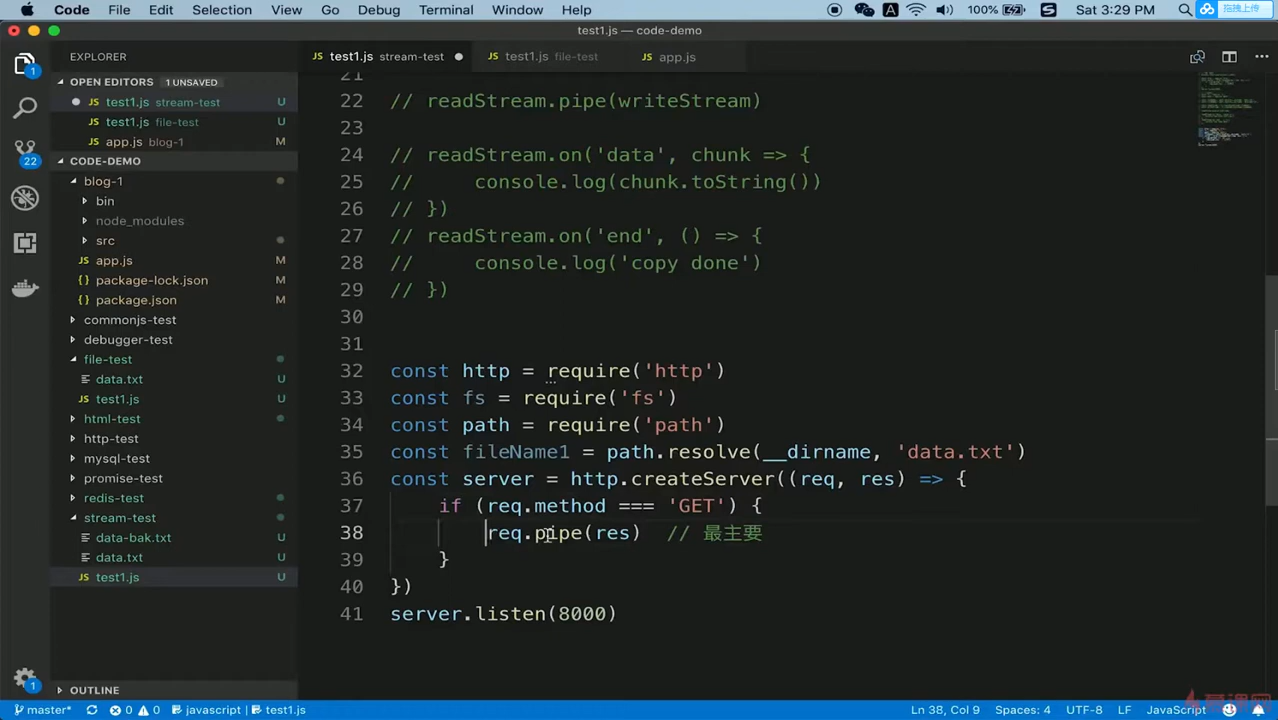 Code File Edit Selection View Go Debug Terminal Window Help 100% Sat 3:29 PM 拖拽上传
test1.js — code-demo
EXPLORER
test1.js stream-test
test1.js file-test
app.js
OPEN EDITORS 1 UNSAVED
test1.js stream-test U
test1.js file-test U
app.js blog-1 M
CODE-DEMO
blog-1
bin
node_modules
src
app.js M
package-lock.json M
package.json M
commonjs-test
debugger-test
file-test
data.txt U
test1.js U
html-test
http-test
mysql-test
promise-test
redis-test
stream-test
data-bak.txt U
data.txt U
test1.js U
OUTLINE
1
22
1
21
22 // readStream.pipe(writeStream)
23
24 // readStream.on('data', chunk => {
25 //     console.log(chunk.toString())
26 // })
27 // readStream.on('end', () => {
28 //     console.log('copy done')
29 // })
30
31
32 const http = require('http')
33 const fs = require('fs')
34 const path = require('path')
35 const fileName1 = path.resolve(__dirname, 'data.txt')
36 const server = http.createServer((req, res) => {
37     if (req.method === 'GET') {
38         req.pipe(res)  // 最主要
39     }
40 })
41 server.listen(8000)
master* 0 0 javascript test1.js Ln 38, Col 9 Spaces: 4 UTF-8 LF JavaScript